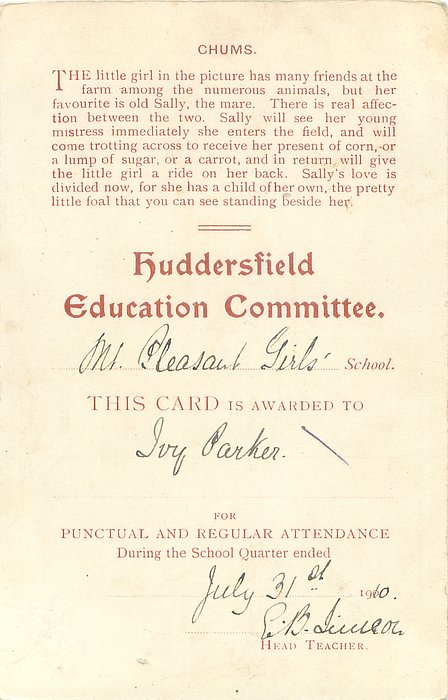 CHUMS.
THE little girl in the picture has many friends at the
farm among the numerous animals, but her
favourite is old Sally, the mare. There is real affec-
tion between the two. Sally will see her young
mistress immediately she enters the field, and will
come trotting across to receive her present of corn, or
a lump of sugar, or a carrot, and in return will give
the little girl a ride on her back. Sally's love is
divided now, for she has a child of her own, the pretty
little foal that you can see standing beside her.
Huddersfield
Education Committee.
Mt. Pleasant Girls' School.
THIS CARD IS AWARDED TO
Ivy Parker.
FOR
PUNCTUAL AND REGULAR ATTENDANCE
During the School Quarter ended
July 31st 1910.
E. B.
HEAD TEACHER.